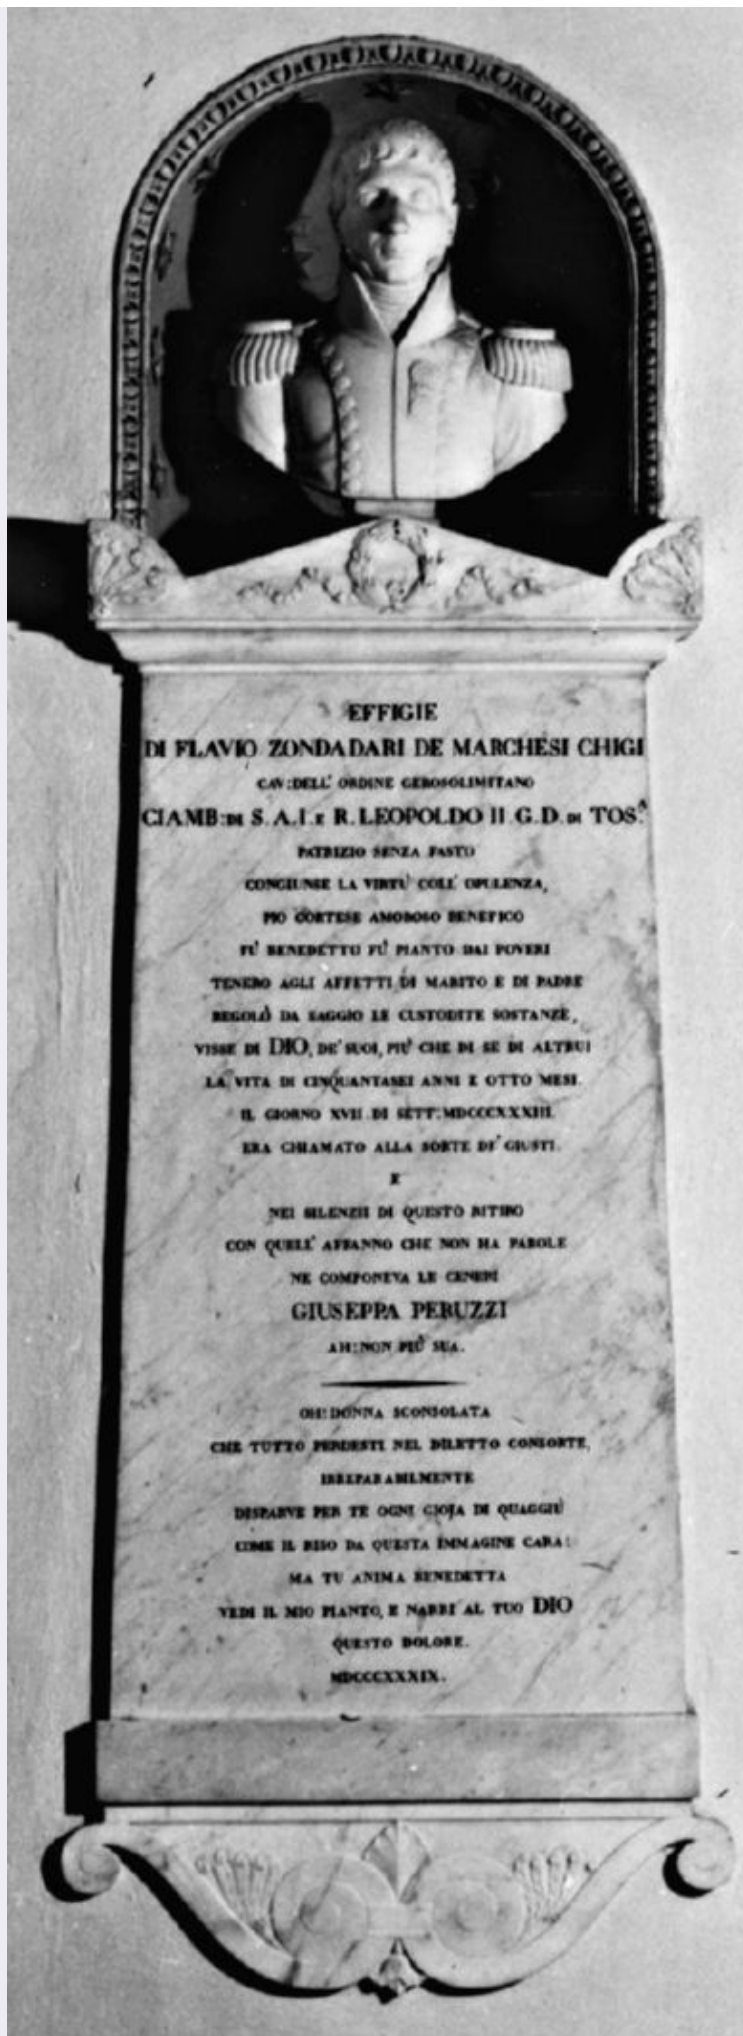 EFFIGIE
DI FLAVIO ZONDADARI DE MARCHESI CHIGI
CAV: DELL' ORDINE GEROSOLIMITANO
CIAMB: DI S. A. I. E R. LEOPOLDO II G. D. DI TOS.ᴬ
PATRIZIO SENZA FASTO
CONGIUNSE LA VIRTÙ COLL' OPULENZA,
PIO CORTESE AMOROSO BENEFICO
FU' BENEDETTO FU' PIANTO DAI POVERI
TENERO AGLI AFFETTI DI MARITO E DI PADRE
REGOLÒ DA SAGGIO LE CUSTODITE SOSTANZE,
VISSE DI DIO, DE' SUOI, PIÙ CHE DI SE DI ALTRUI
LA VITA DI CINQUANTASEI ANNI E OTTO MESI.
IL GIORNO XVII DI SETT: MDCCCXXXIII.
ERA CHIAMATO ALLA SORTE DI' GIUSTI.
E
NEI SILENZII DI QUESTO RITIRO
CON QUELL' AFFANNO CHE NON HA PAROLE
NE COMPONEVA LE CENERI
GIUSEPPA PERUZZI
AH! NON PIÙ SUA.
OH! DONNA SCONSOLATA
CHE TUTTO PERDESTI NEL DILETTO CONSORTE,
IRREPARABILMENTE
DISPARVE PER TE OGNI GIOJA DI QUAGGIÙ
COME IL RISO DA QUESTA IMMAGINE CARA!
MA TU ANIMA BENEDETTA
VEDI IL MIO PIANTO, E NARRI AL TUO DIO
QUESTO DOLORE.
MDCCCXXXIX.